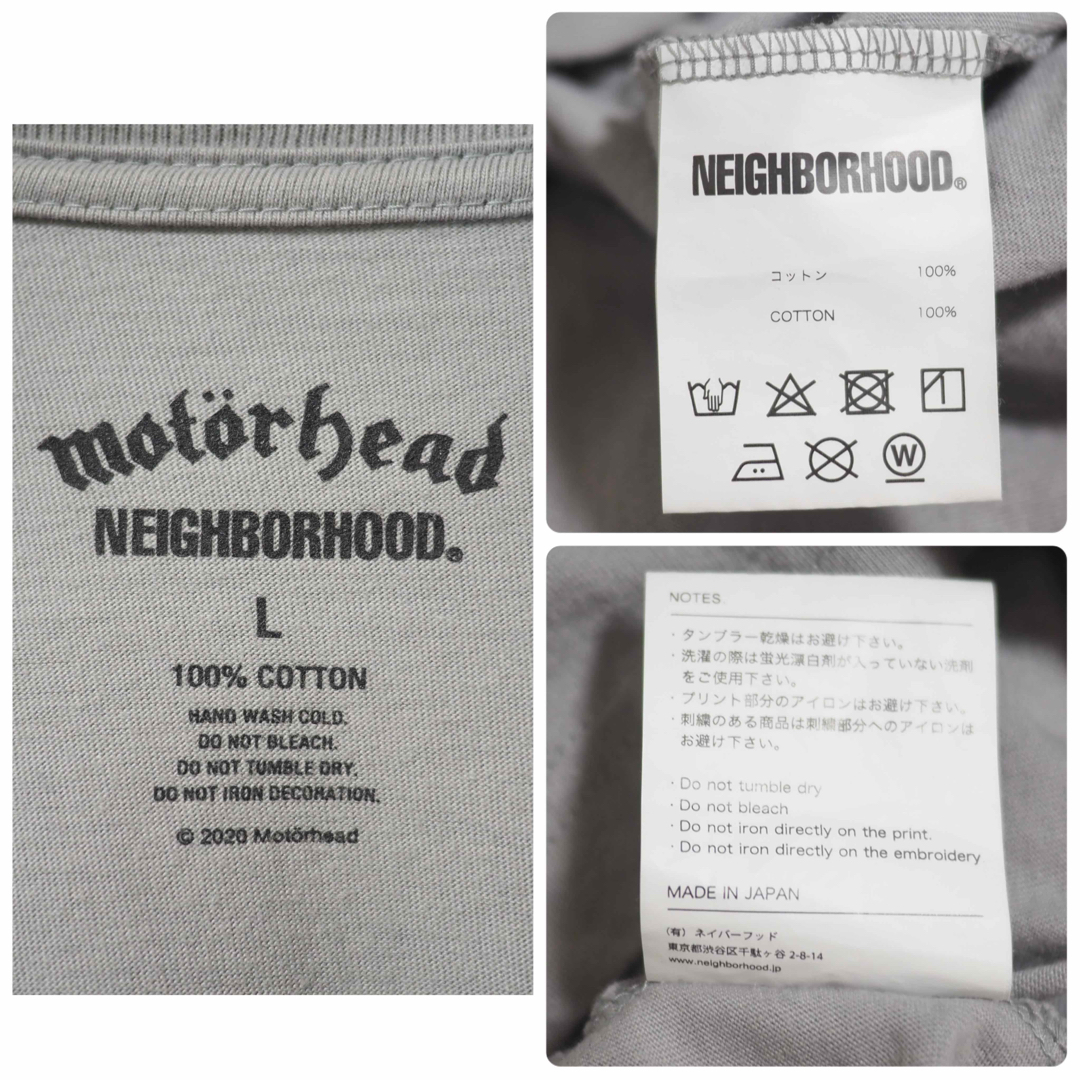 motörhead
NEIGHBORHOOD®
L
100% COTTON
HAND WASH COLD.
DO NOT BLEACH.
DO NOT TUMBLE DRY.
DO NOT IRON DECORATION.
© 2020 Motörhead
NEIGHBORHOOD®
コットン 100%
COTTON 100%
W
NOTES.
・タンブラー乾燥はお避け下さい。
・洗濯の際は蛍光漂白剤が入っていない洗剤
をご使用下さい。
・プリント部分のアイロンはお避け下さい。
・刺繍のある商品は刺繍部分へのアイロンは
お避け下さい。
・Do not tumble dry
・Do not bleach
・Do not iron directly on the print.
・Do not iron directly on the embroidery
MADE IN JAPAN
（有）ネイバーフッド
東京都渋谷区千駄ヶ谷 2-8-14
www.neighborhood.jp